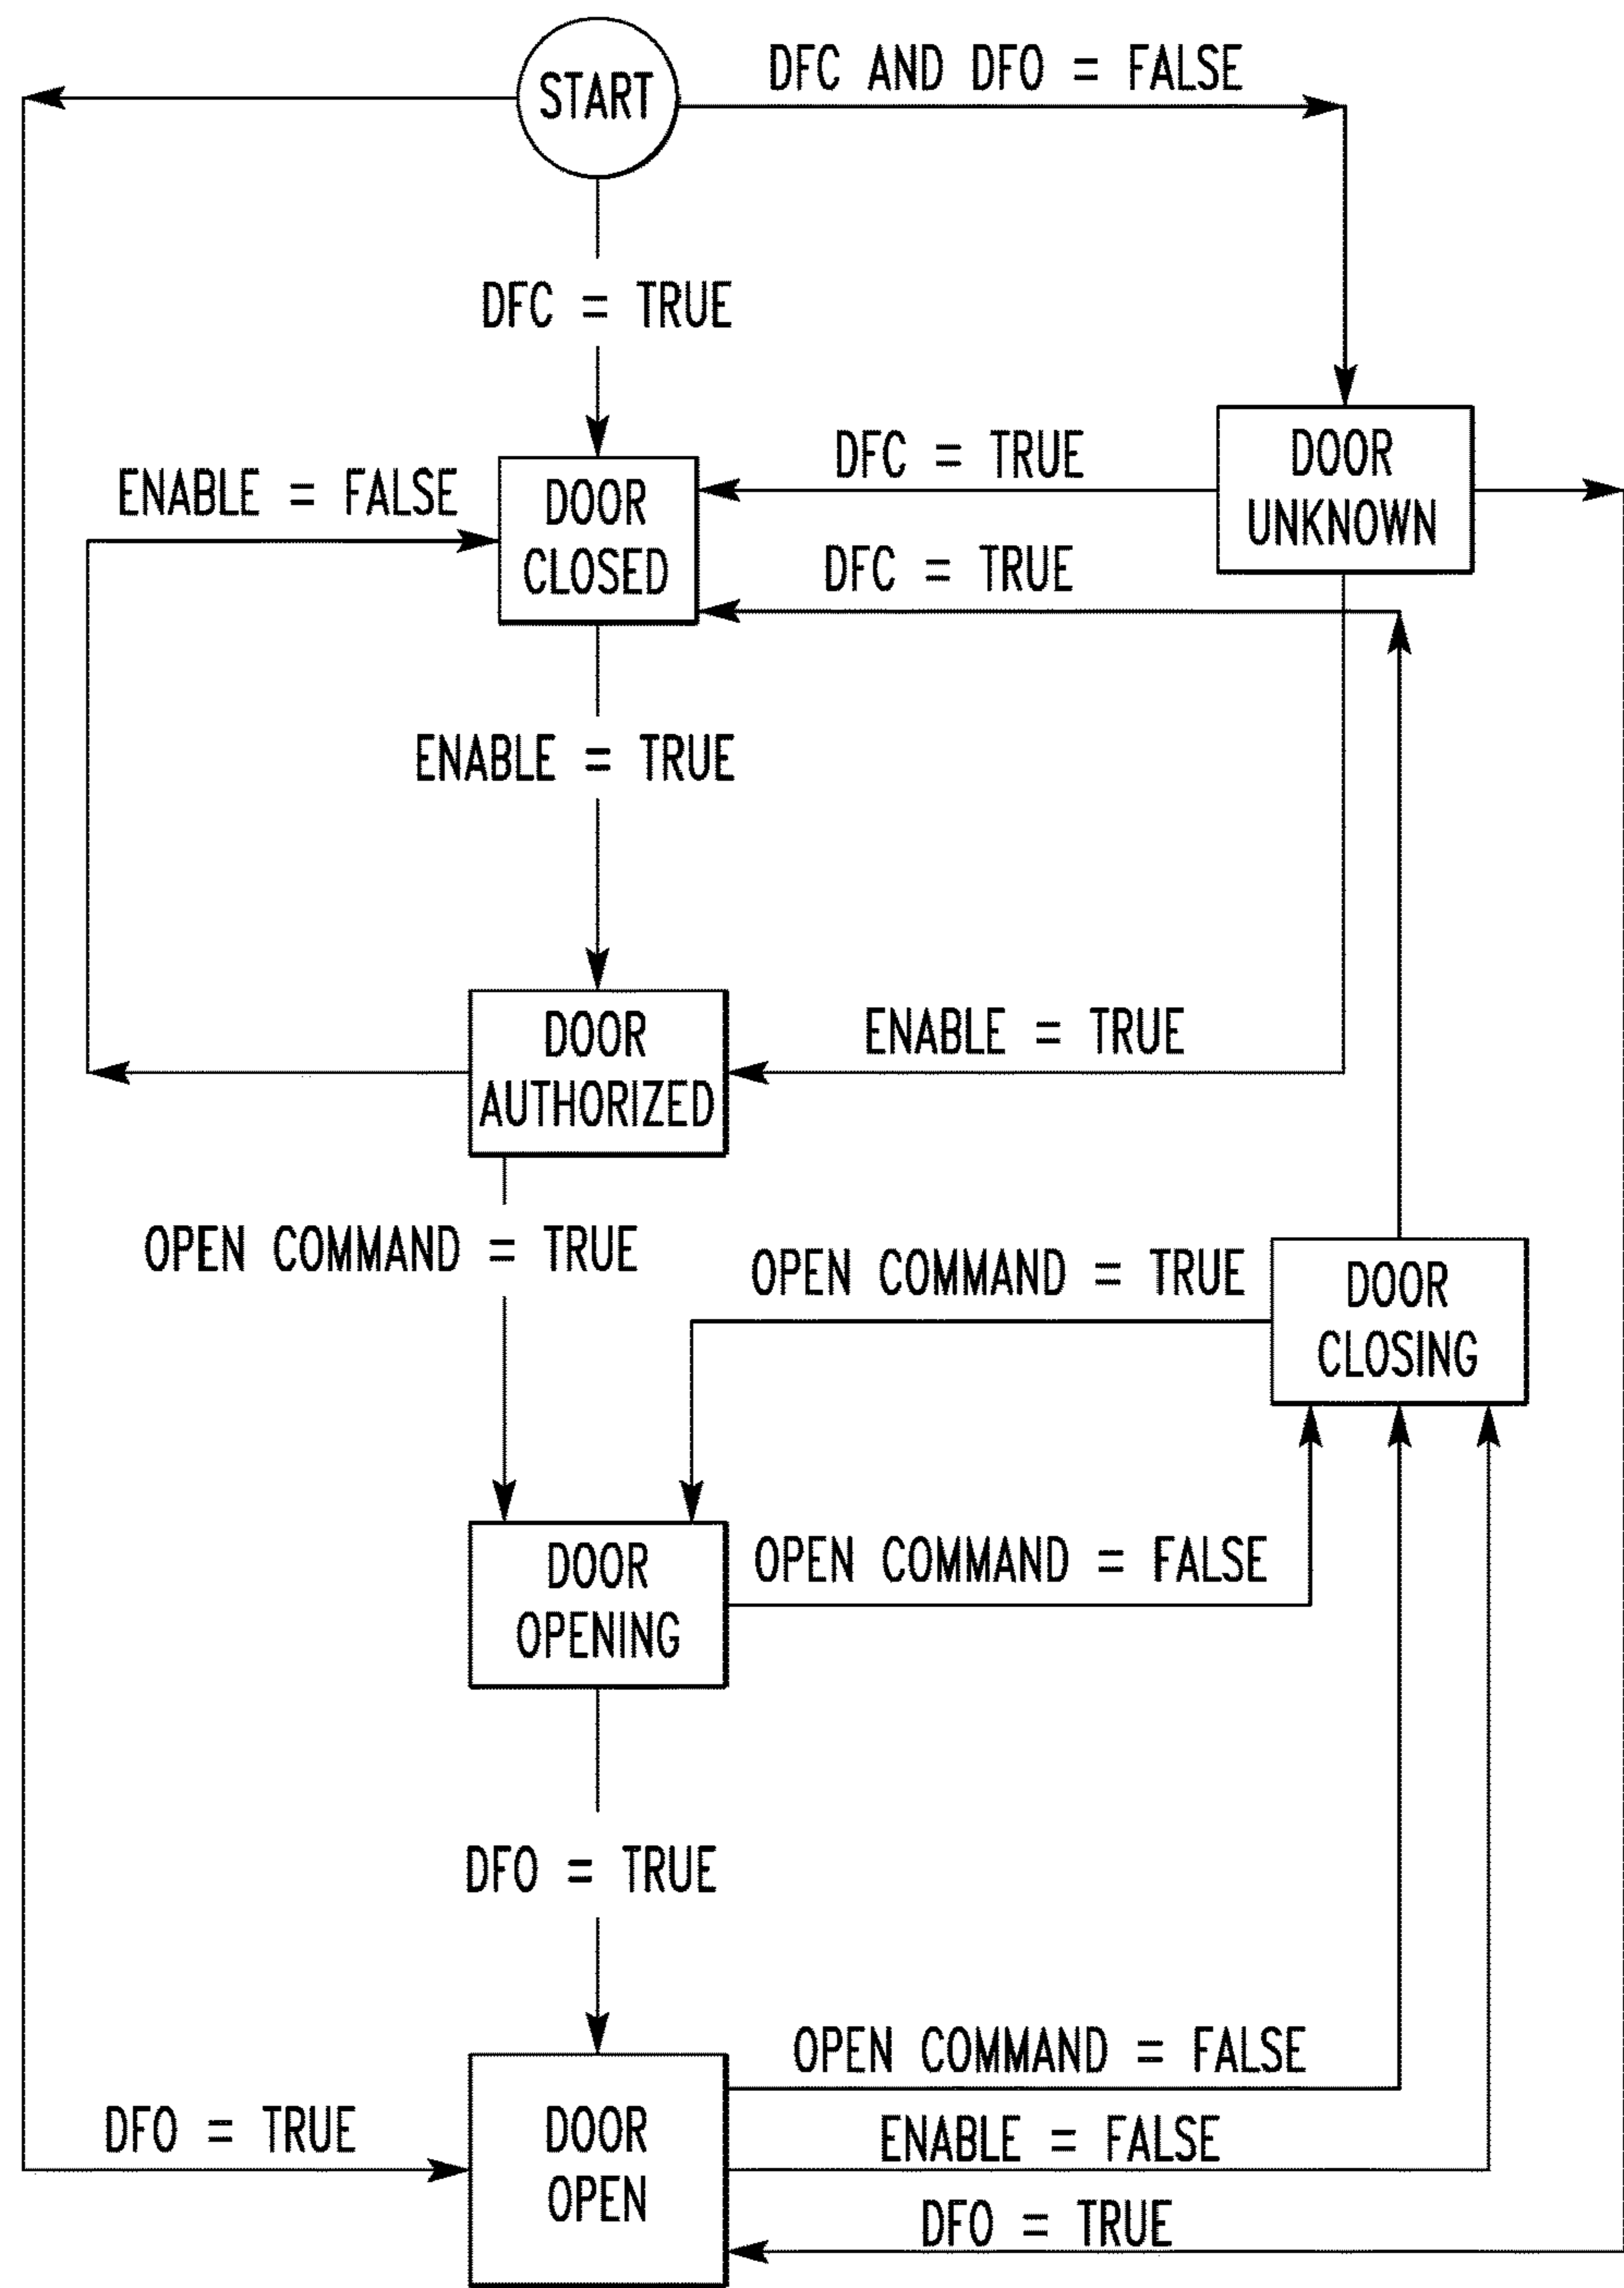 START
DFC AND DFO = FALSE
DFC = TRUE
DOOR
UNKNOWN
DFC = TRUE
ENABLE = FALSE
DOOR
CLOSED
DFC = TRUE
ENABLE = TRUE
DOOR
AUTHORIZED
ENABLE = TRUE
OPEN COMMAND = TRUE
OPEN COMMAND = TRUE
DOOR
CLOSING
DOOR
OPENING
OPEN COMMAND = FALSE
DFO = TRUE
OPEN COMMAND = FALSE
DFO = TRUE
DOOR
OPEN
ENABLE = FALSE
DFO = TRUE